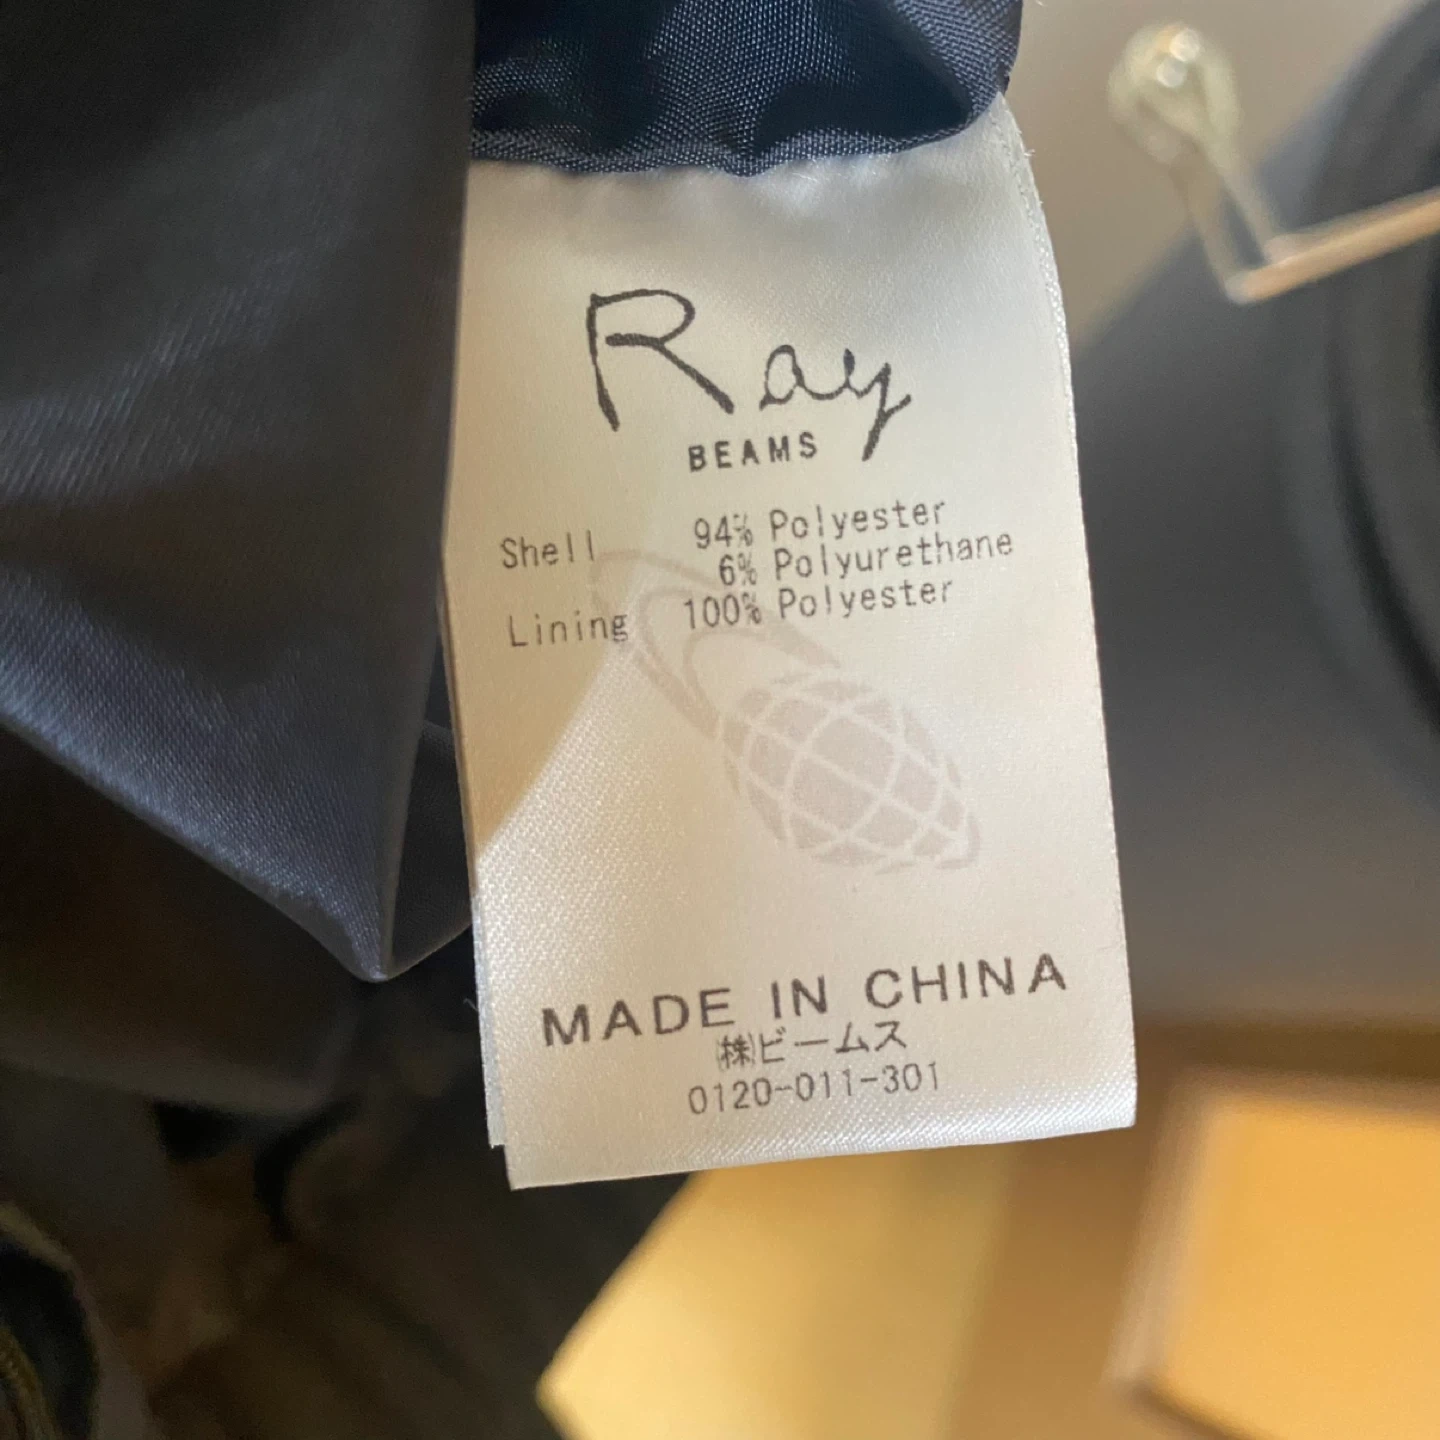 Ray
BEAMS
Shell 94% Polyester
6% Polyurethane
Lining 100% Polyester
MADE IN CHINA
㈱ビームス
0120-011-301